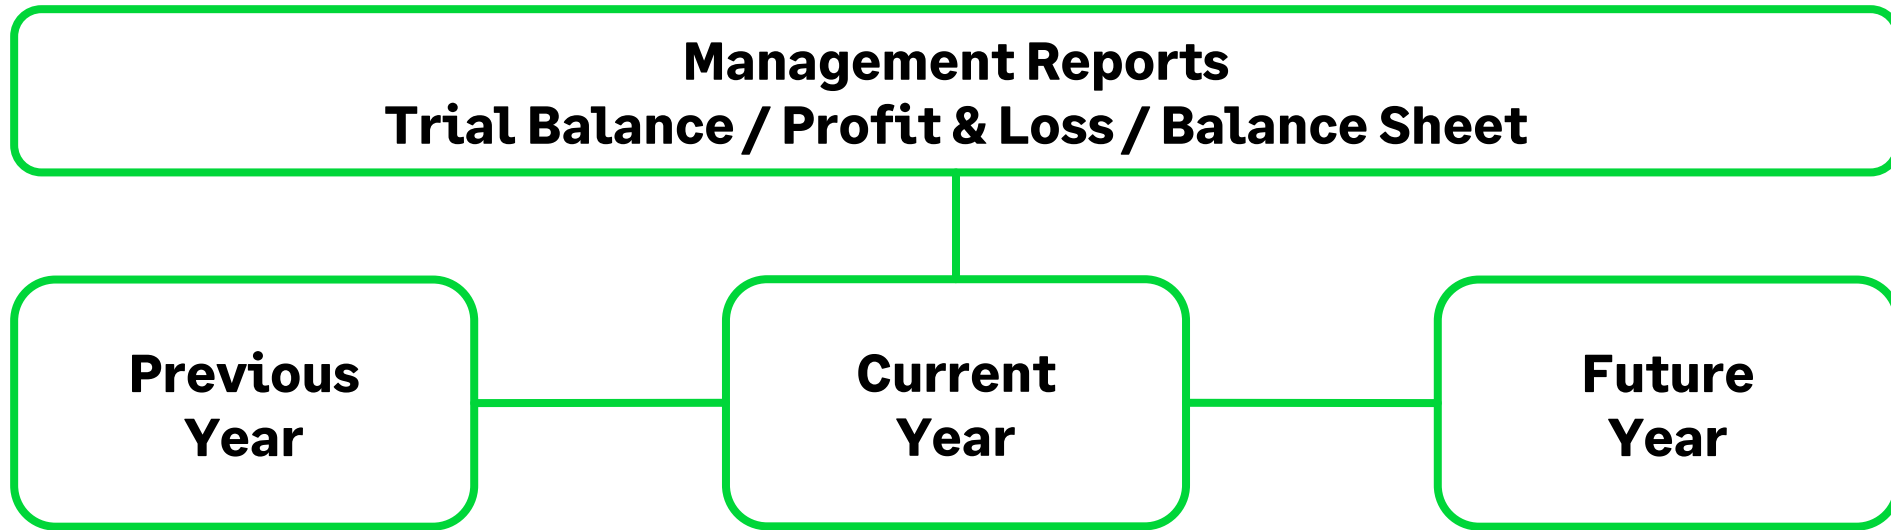 Management Reports
Trial Balance / Profit & Loss / Balance Sheet
Previous
Year
Current
Year
Future
Year